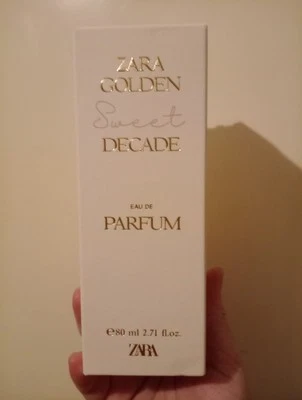 ZARA
GOLDEN
Sweet
DECADE
EAU DE
PARFUM
℮80 ml 2.71 fl.oz.
ZARA